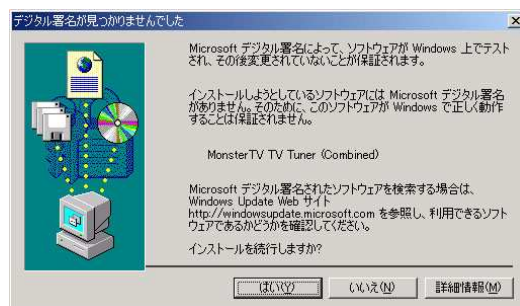 デジタル署名が見つかりませんでした
Microsoft デジタル署名によって、ソフトウェアが Windows 上でテスト
され、その後変更されていないことが保証されます。
インストールしようとしているソフトウェアには Microsoft デジタル署名
がありません。そのために、このソフトウェアが Windows で正しく動作
することは保証されません。
MonsterTV TV Tuner (Combined)
Microsoft デジタル署名されたソフトウェアを検索する場合は、
Windows Update Web サイト
http://windowsupdate.microsoft.com を参照し、利用できるソフト
ウェアであるかどうかを確認してください。
インストールを続行しますか?
はい(Y)
いいえ(N)
詳細情報(M)